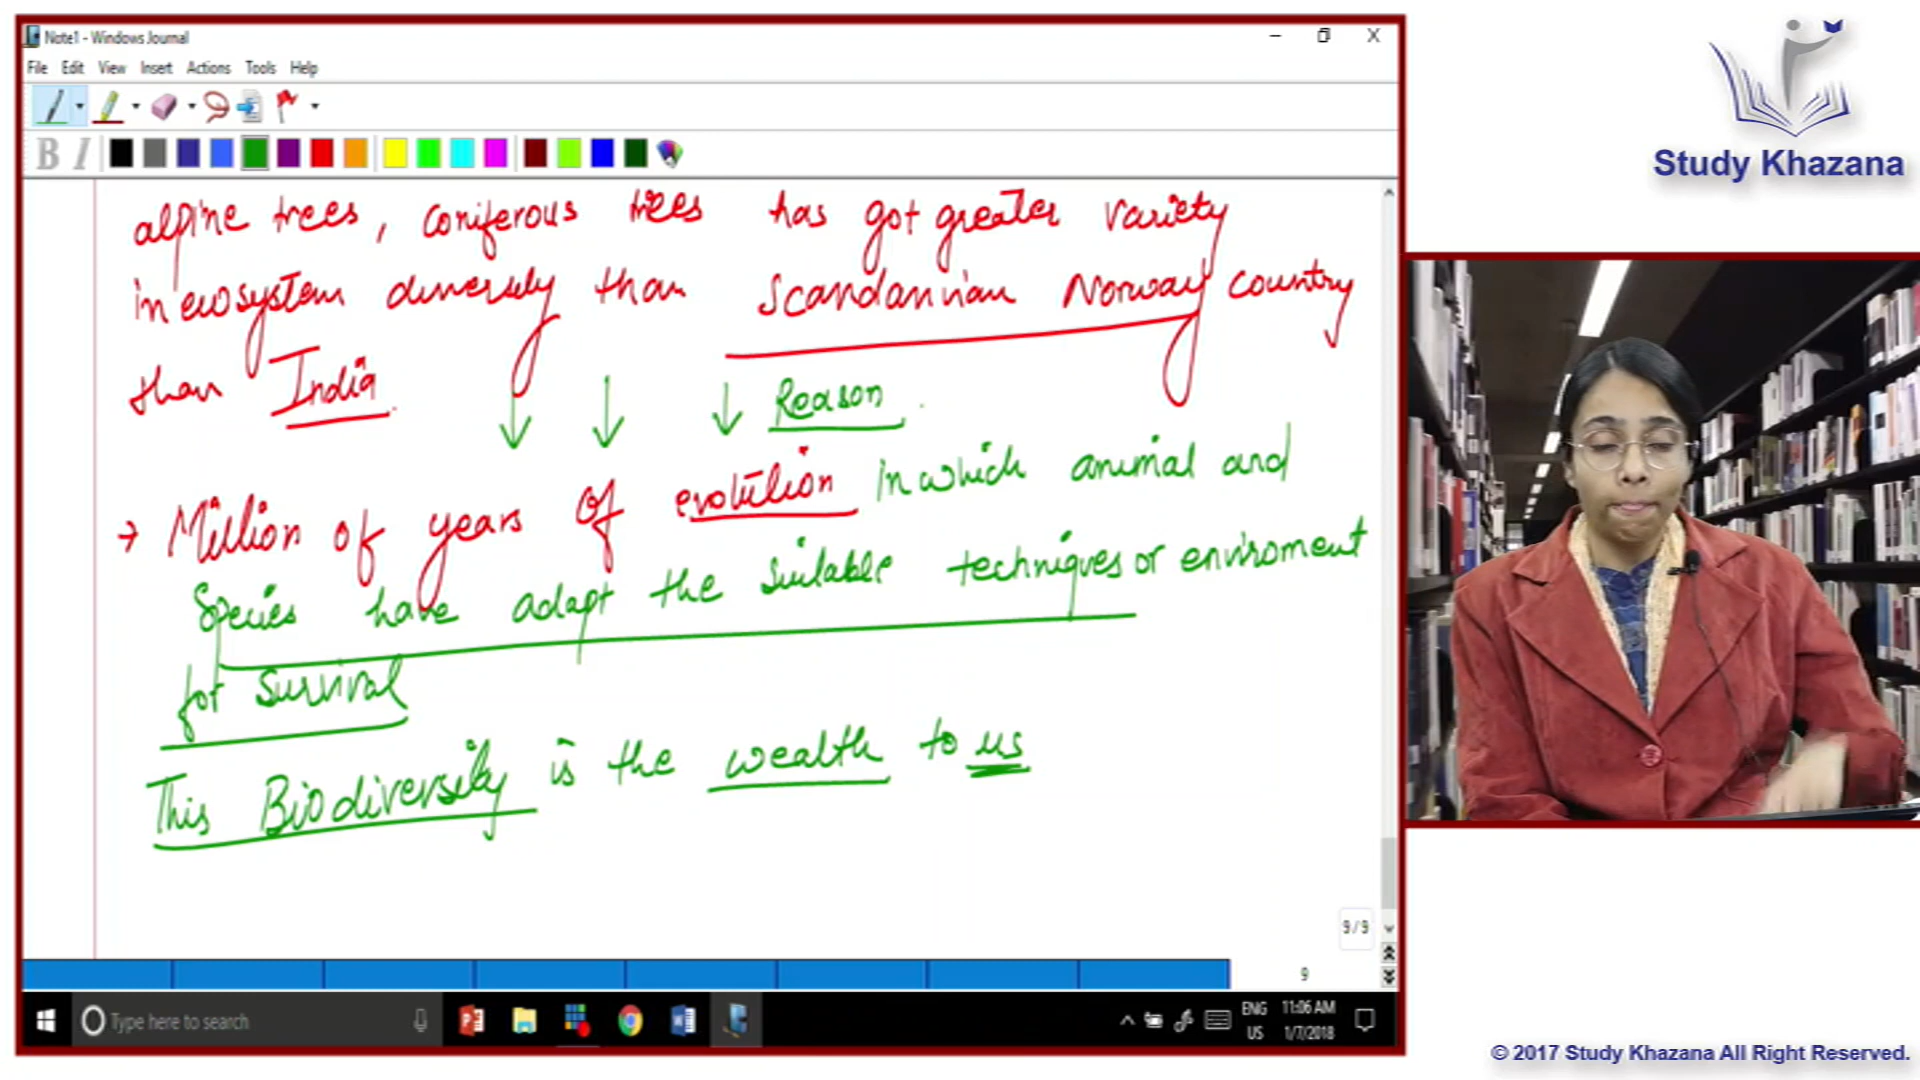 Note1 - Windows Journal
File Edit View Insert Actions Tools Help
B I
Study Khazana
alpine trees, coniferous trees has got greater variety
in ecosystem diversity than Scandannian Norway country
than India.
Reason
→ Million of years of evolution in which animal and
Species have adapt the suitable techniques or enviroment
for survival
This Biodiversity is the wealth to us
9/9
9
Type here to search
ENG
US
11:06 AM
1/7/2018
© 2017 Study Khazana All Right Reserved.